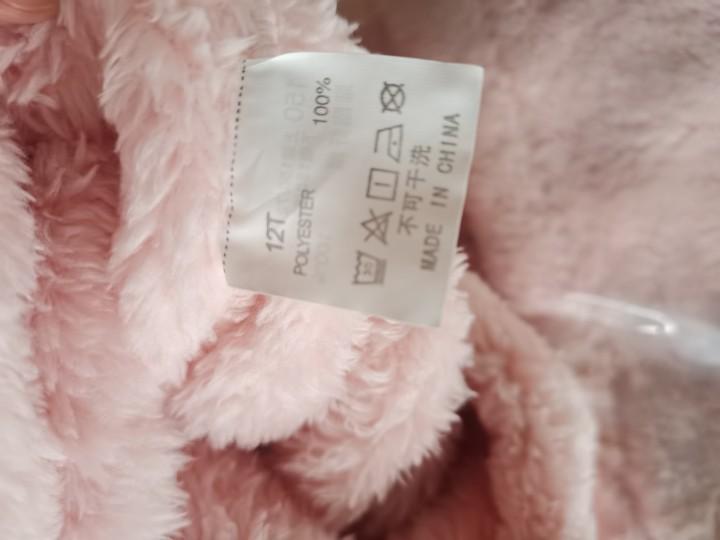 12T
POLYESTER 100%
不可干洗
MADE IN CHINA